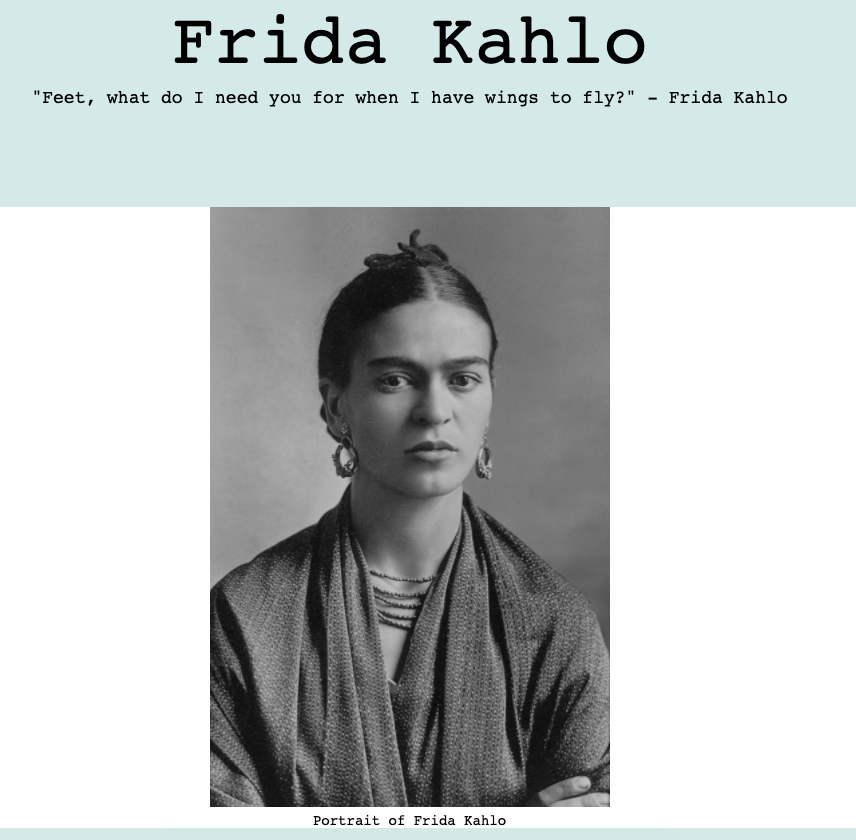 Frida Kahlo
"Feet, what do I need you for when I have wings to fly?" - Frida Kahlo
Portrait of Frida Kahlo